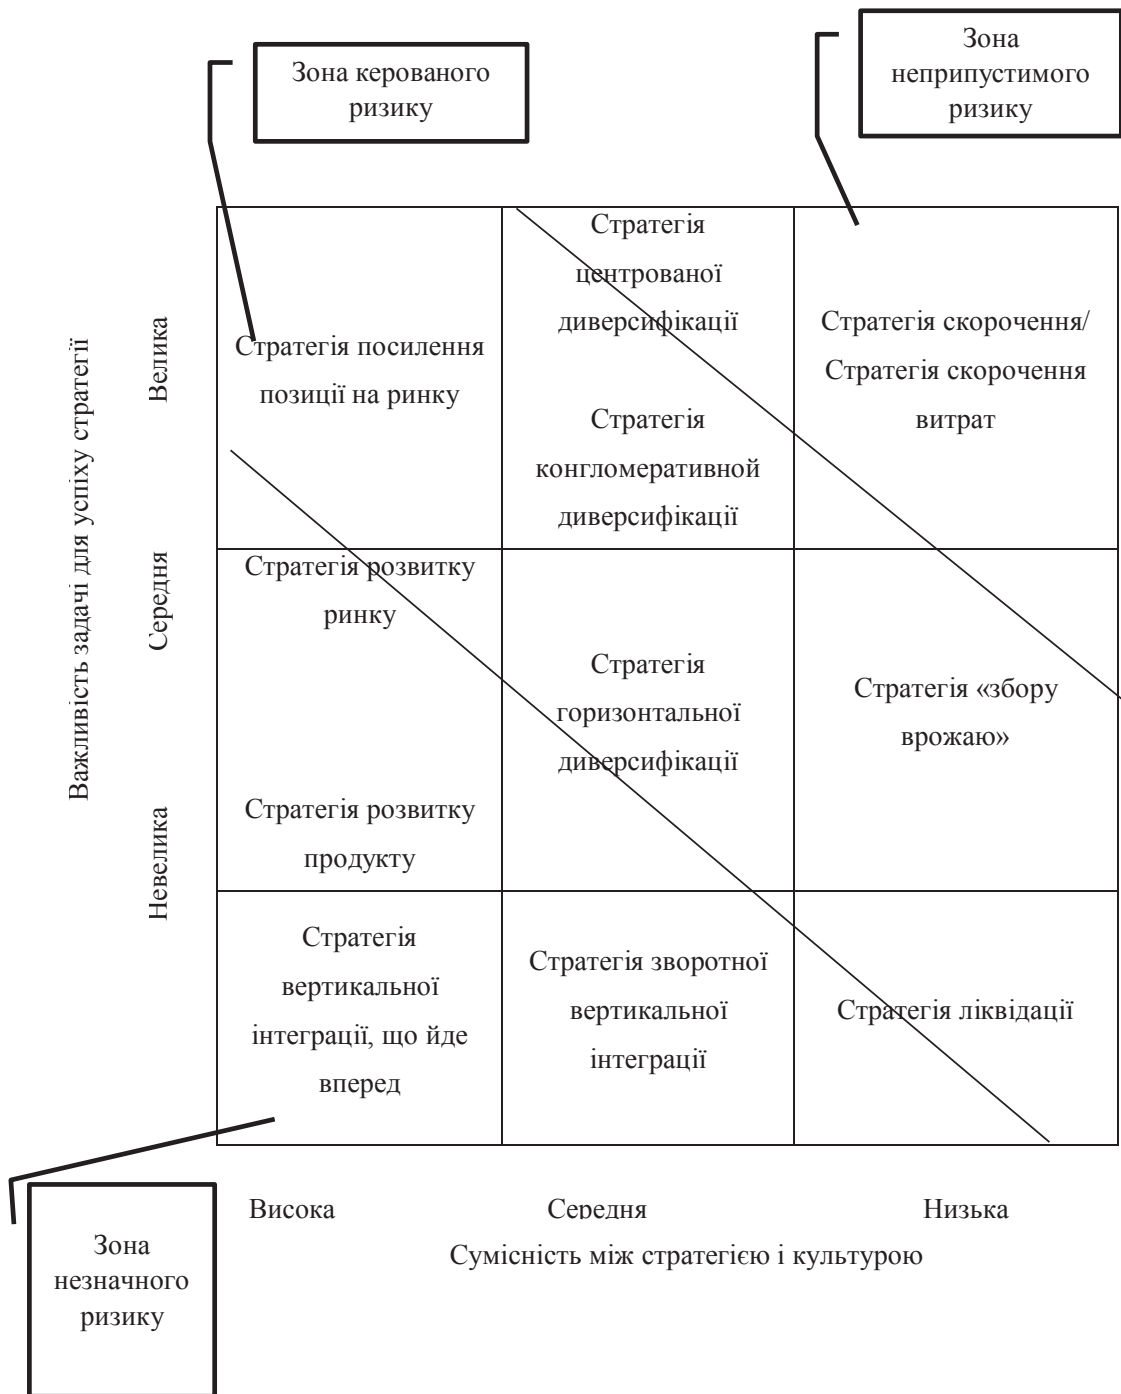 Зона керованого
ризику
Зона
неприпустимого
ризику
Важливість задачі для успіху стратегії
Велика
Середня
Невелика
Стратегія посилення
позиції на ринку
Стратегія
центрованої
диверсифікації
Стратегія
конгломеративной
диверсифікації
Стратегія скорочення/
Стратегія скорочення
витрат
Стратегія розвитку
ринку
Стратегія розвитку
продукту
Стратегія
горизонтальної
диверсифікації
Стратегія «збору
врожаю»
Стратегія
вертикальної
інтеграції, що йде
вперед
Стратегія зворотної
вертикальної
інтеграції
Стратегія ліквідації
Висока
Середня
Низька
Сумісність між стратегією і культурою
Зона
незначного
ризику